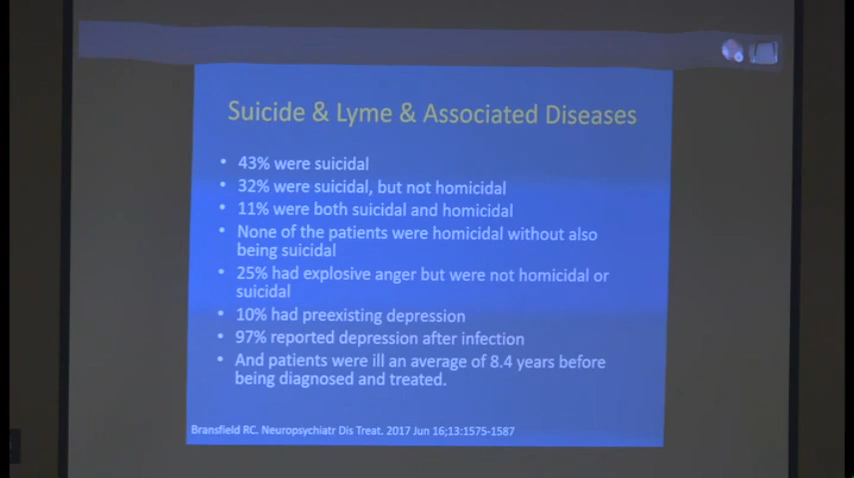 Suicide & Lyme & Associated Diseases
• 43% were suicidal
• 32% were suicidal, but not homicidal
• 11% were both suicidal and homicidal
• None of the patients were homicidal without also
being suicidal
• 25% had explosive anger but were not homicidal or
suicidal
• 10% had preexisting depression
• 97% reported depression after infection
• And patients were ill an average of 8.4 years before
being diagnosed and treated.
Bransfield RC. Neuropsychiatr Dis Treat. 2017 Jun 16;13:1575-1587